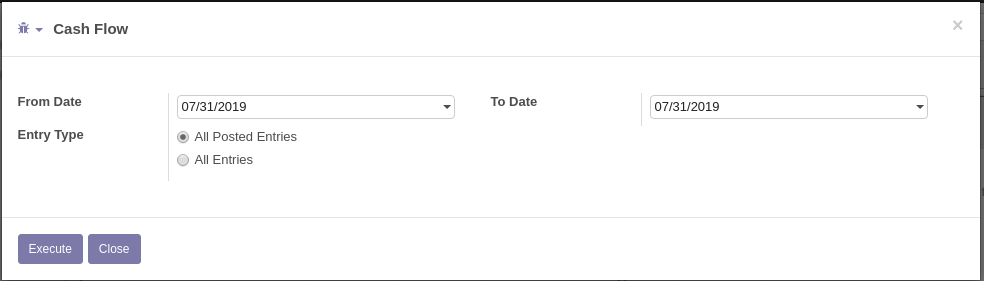 Cash Flow
×
From Date 07/31/2019 To Date 07/31/2019
Entry Type All Posted Entries
All Entries
Execute Close